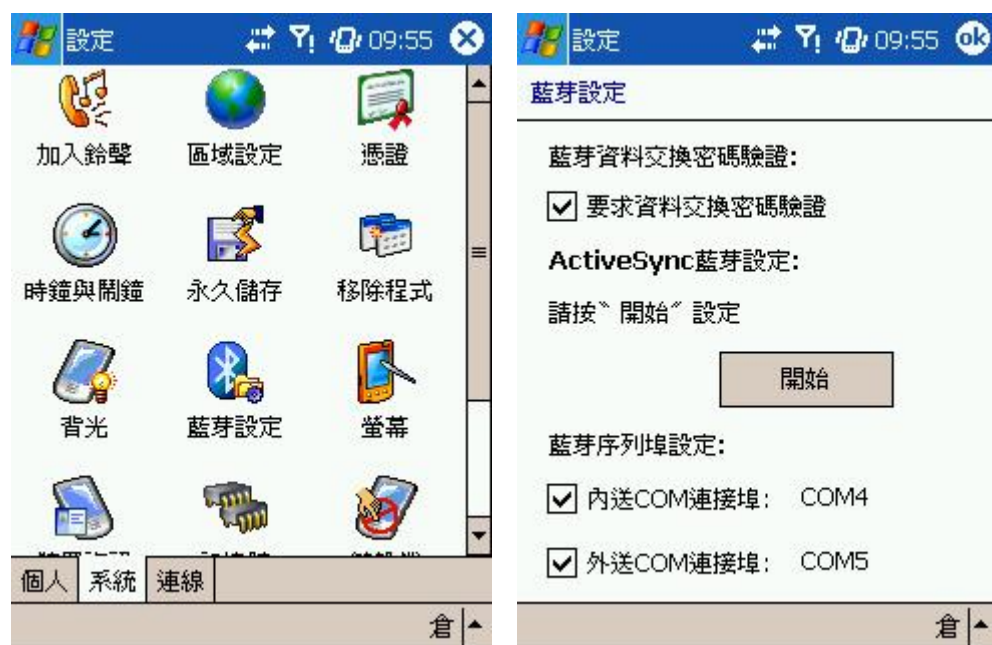 設定 09:55
加入鈴聲 區域設定 憑證
時鐘與鬧鐘 永久儲存 移除程式
背光 藍芽設定 螢幕
個人 系統 連線
倉
設定 09:55 ok
藍芽設定
藍芽資料交換密碼驗證:
要求資料交換密碼驗證
ActiveSync藍芽設定:
請按〝開始〞設定
開始
藍芽序列埠設定:
內送COM連接埠: COM4
外送COM連接埠: COM5
倉